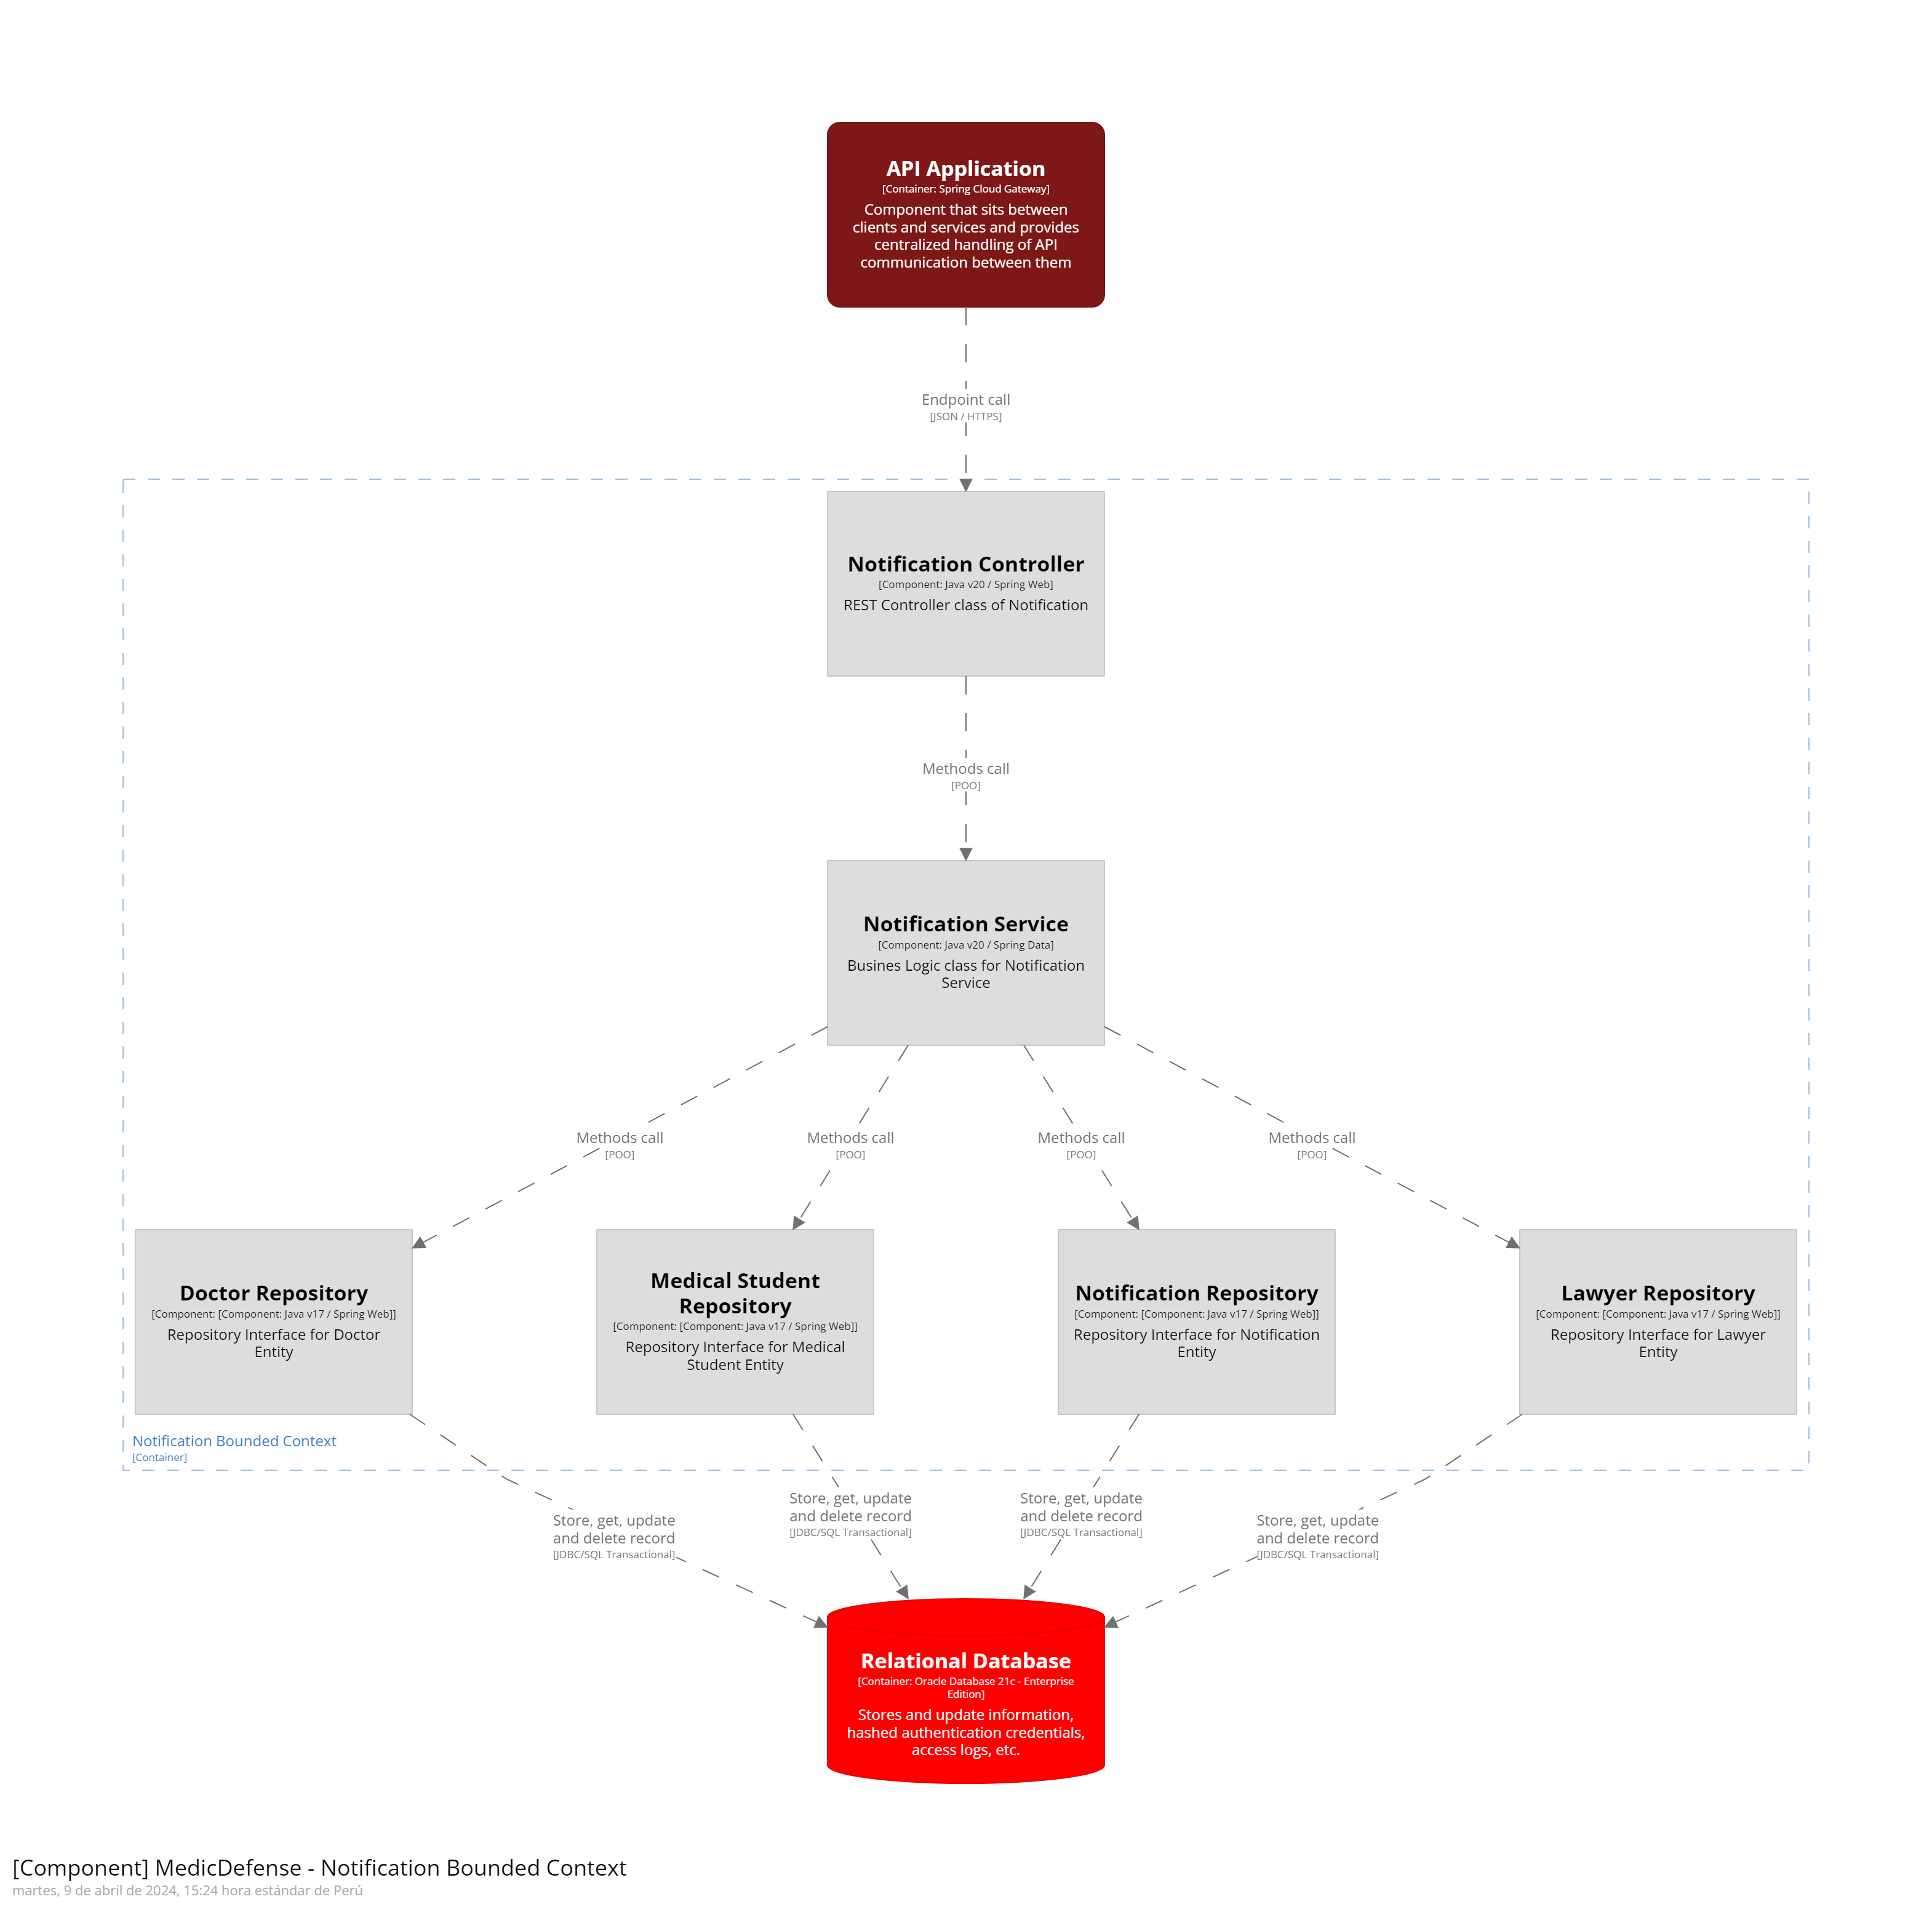 API Application
[Container: Spring Cloud Gateway]
Component that sits between
clients and services and provides
centralized handling of API
communication between them
Endpoint call
[JSON / HTTPS]
Notification Controller
[Component: Java v20 / Spring Web]
REST Controller class of Notification
Methods call
[POO]
Notification Service
[Component: Java v20 / Spring Data]
Busines Logic class for Notification
Service
Methods call
[POO]
Methods call
[POO]
Methods call
[POO]
Methods call
[POO]
Doctor Repository
[Component: [Component: Java v17 / Spring Web]]
Repository Interface for Doctor
Entity
Medical Student
Repository
[Component: [Component: Java v17 / Spring Web]]
Repository Interface for Medical
Student Entity
Notification Repository
[Component: [Component: Java v17 / Spring Web]]
Repository Interface for Notification
Entity
Lawyer Repository
[Component: [Component: Java v17 / Spring Web]]
Repository Interface for Lawyer
Entity
Notification Bounded Context
[Container]
Store, get, update
and delete record
[JDBC/SQL Transactional]
Store, get, update
and delete record
[JDBC/SQL Transactional]
Store, get, update
and delete record
[JDBC/SQL Transactional]
Store, get, update
and delete record
[JDBC/SQL Transactional]
Relational Database
[Container: Oracle Database 21c - Enterprise
Edition]
Stores and update information,
hashed authentication credentials,
access logs, etc.
[Component] MedicDefense - Notification Bounded Context
martes, 9 de abril de 2024, 15:24 hora estándar de Perú